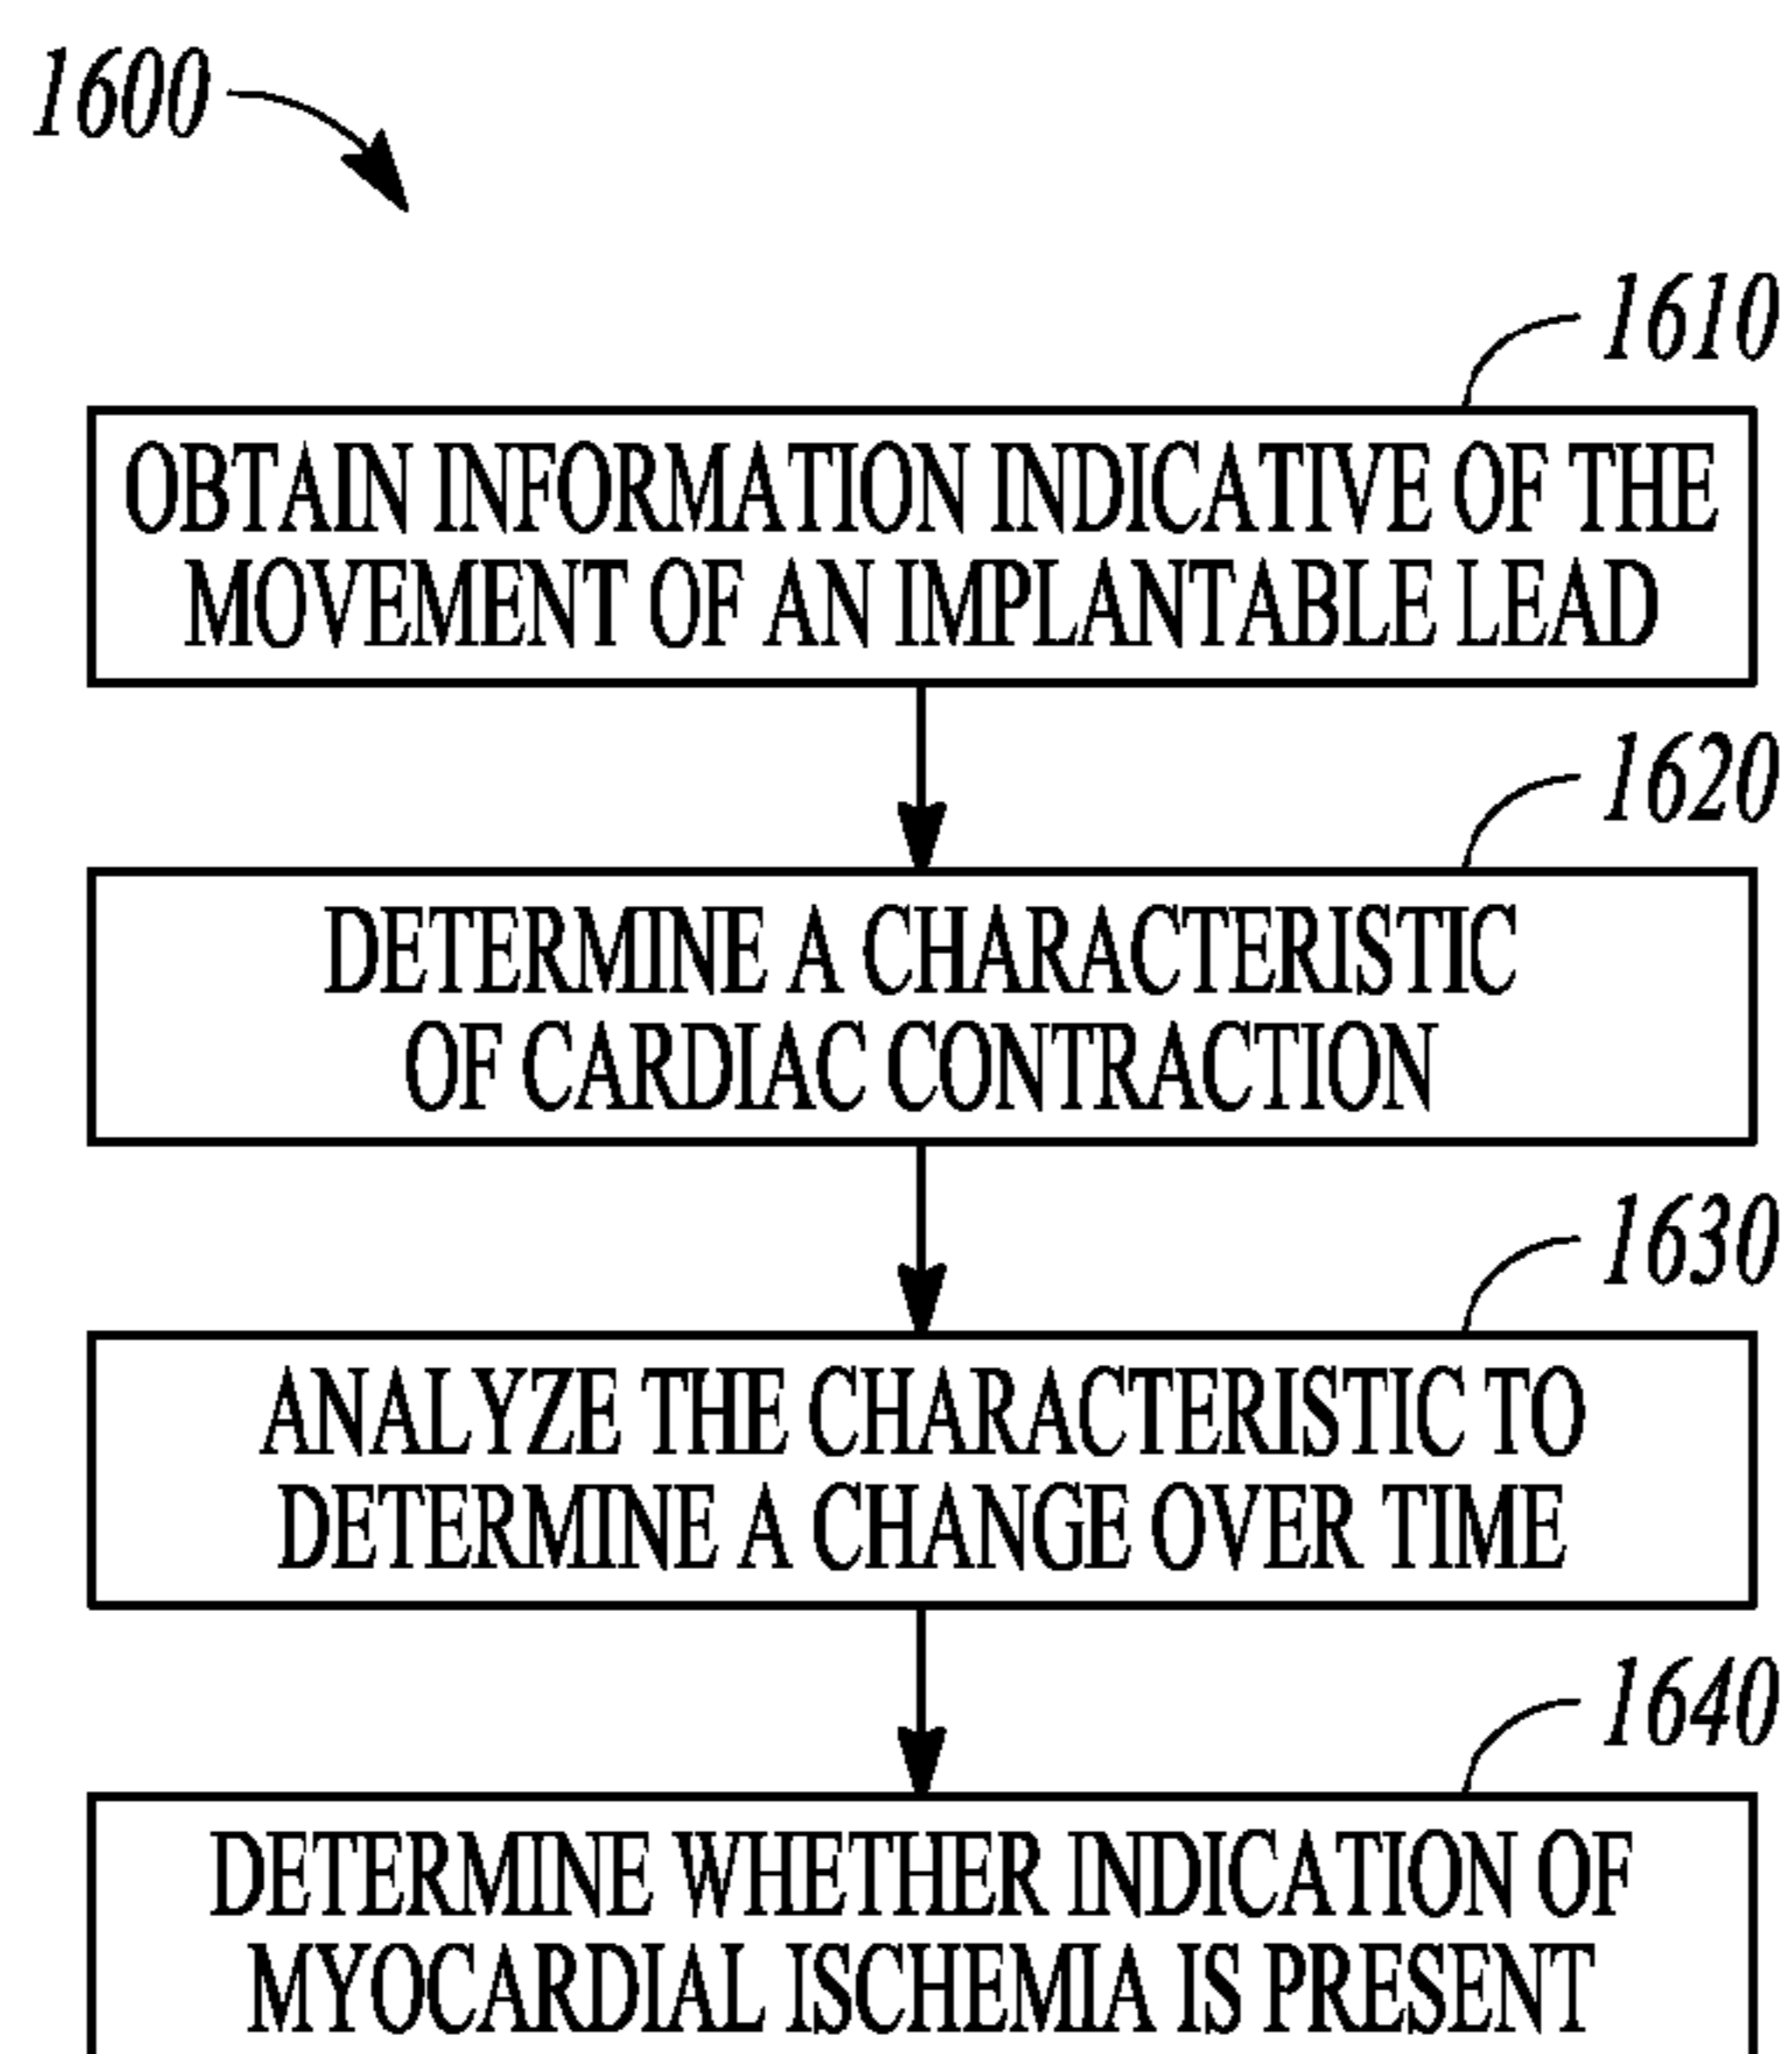 1600
1610
OBTAIN INFORMATION INDICATIVE OF THE
MOVEMENT OF AN IMPLANTABLE LEAD
1620
DETERMINE A CHARACTERISTIC
OF CARDIAC CONTRACTION
1630
ANALYZE THE CHARACTERISTIC TO
DETERMINE A CHANGE OVER TIME
1640
DETERMINE WHETHER INDICATION OF
MYOCARDIAL ISCHEMIA IS PRESENT